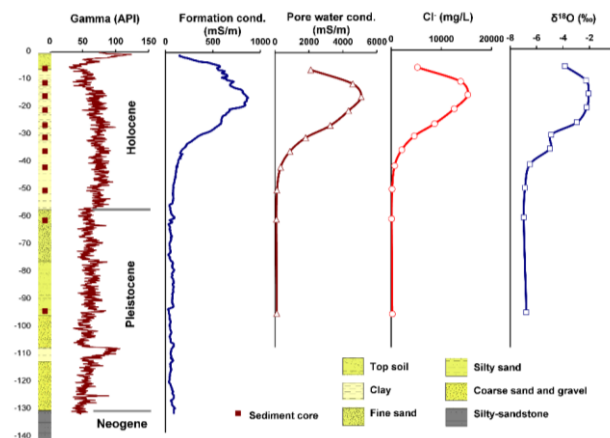 Gamma (API)
0 50 100 150
Formation cond.
(mS/m)
0 500 1000
Pore water cond.
(mS/m)
0 2000 4000 6000
Cl⁻ (mg/L)
0 10000 20000
δ¹⁸O (‰)
-8 -6 -4 -2
0
-10
-20
-30
-40
-50
-60
-70
-80
-90
-100
-110
-120
-130
-140
Holocene
Pleistocene
Neogene
Sediment core
Top soil
Clay
Fine sand
Silty sand
Coarse sand and gravel
Silty-sandstone